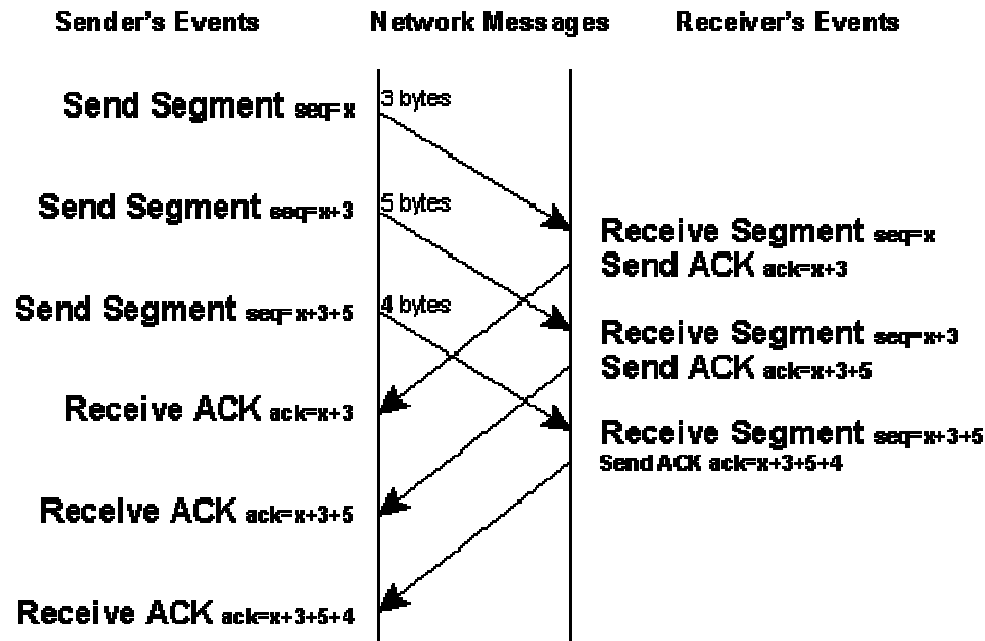 Sender's Events
Network Messages
Receiver's Events
Send Segment seq=x
3 bytes
Send Segment seq=x+3
5 bytes
Receive Segment seq=x
Send ACK ack=x+3
Send Segment seq=x+3+5
4 bytes
Receive Segment seq=x+3
Send ACK ack=x+3+5
Receive ACK ack=x+3
Receive Segment seq=x+3+5
Send ACK ack=x+3+5+4
Receive ACK ack=x+3+5
Receive ACK ack=x+3+5+4